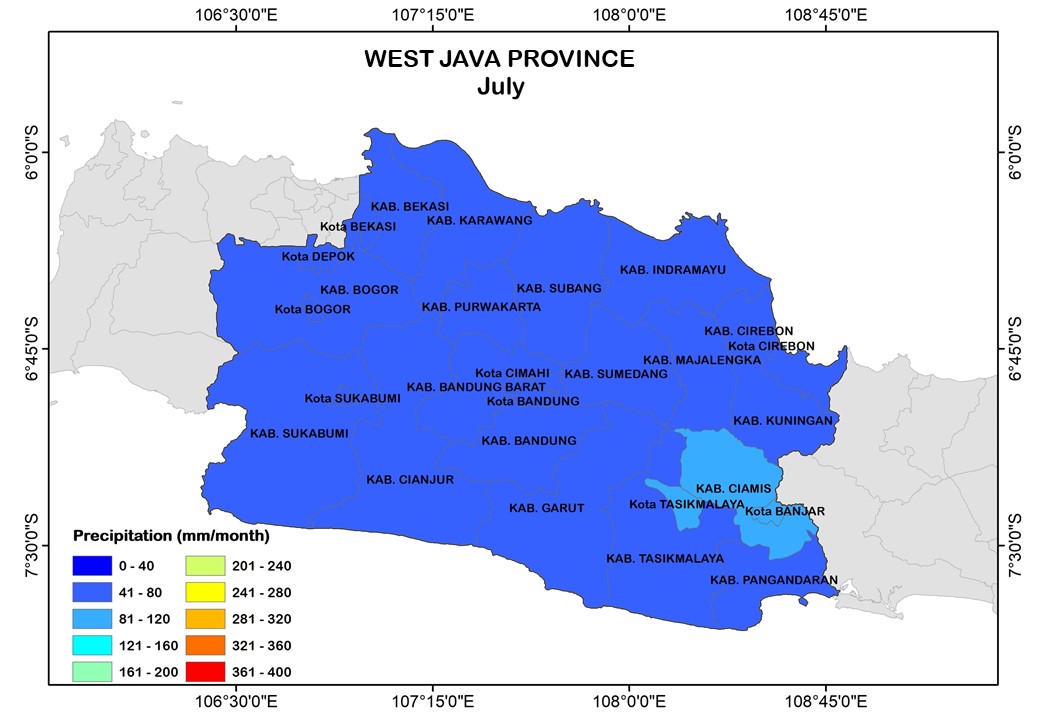 106°30'0"E 107°15'0"E 108°00'0"E 108°45'0"E
WEST JAVA PROVINCE
July
6°0'0"S 6°0'0"S
KAB. BEKASI
KAB. KARAWANG
Kota BEKASI
Kota DEPOK
KAB. INDRAMAYU
KAB. BOGOR
KAB. SUBANG
Kota BOGOR
KAB. PURWAKARTA
KAB. CIREBON
Kota CIREBON
6°45'0"S 6°45'0"S
KAB. MAJALENGKA
Kota CIMAHI
KAB. SUMEDANG
KAB. BANDUNG BARAT
Kota SUKABUMI
Kota BANDUNG
KAB. KUNINGAN
KAB. SUKABUMI
KAB. BANDUNG
KAB. CIANJUR
KAB. CIAMIS
Kota TASIKMALAYA
KAB. GARUT
Kota BANJAR
7°30'0"S 7°30'0"S
KAB. TASIKMALAYA
KAB. PANGANDARAN
Precipitation (mm/month)
0 - 40 201 - 240
41 - 80 241 - 280
81 - 120 281 - 320
121 - 160 321 - 360
161 - 200 361 - 400
106°30'0"E 107°15'0"E 108°00'0"E 108°45'0"E